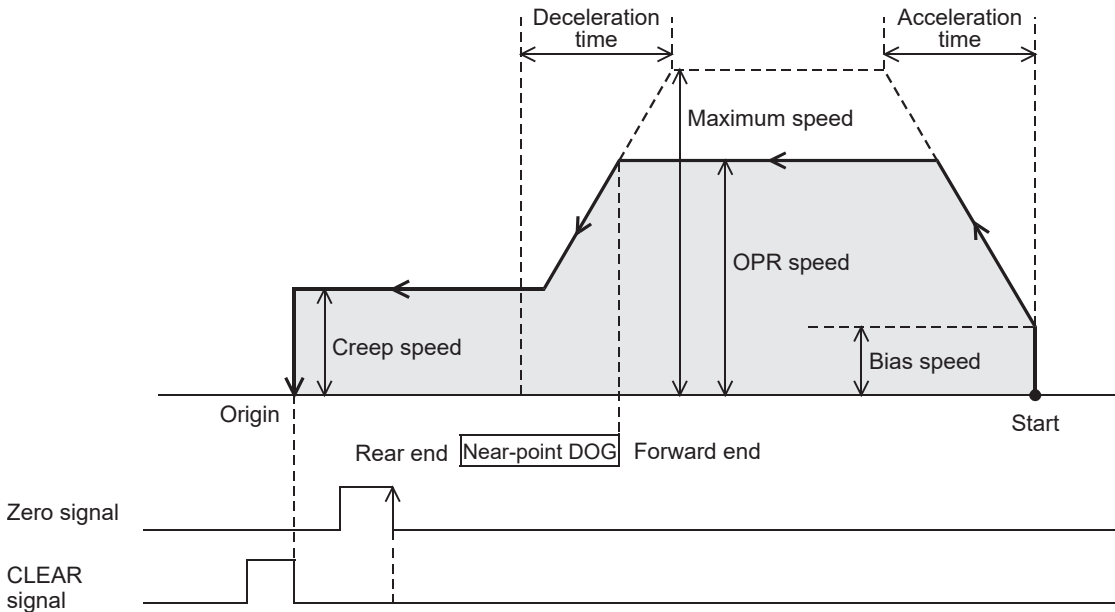 Deceleration
time
Acceleration
time
Maximum speed
OPR speed
Creep speed
Bias speed
Origin
Start
Rear end
Near-point DOG
Forward end
Zero signal
CLEAR
signal